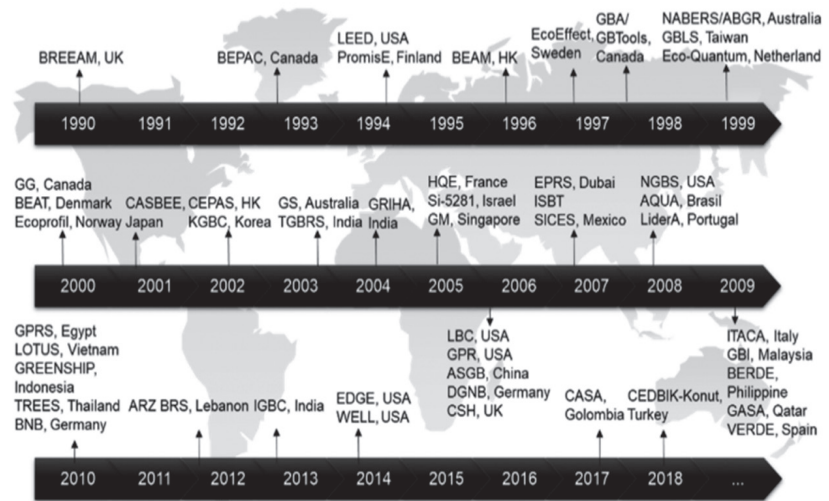 BREEAM, UK
BEPAC, Canada
LEED, USA
PromisE, Finland
BEAM, HK
EcoEffect,
Sweden
GBA/
GBTools,
Canada
NABERS/ABGR, Australia
GBLS, Taiwan
Eco-Quantum, Netherland
1990 1991 1992 1993 1994 1995 1996 1997 1998 1999
GG, Canada
BEAT, Denmark
Ecoprofil, Norway
CASBEE,
Japan
CEPAS, HK
KGBC, Korea
GS, Australia
TGBRS, India
GRIHA,
India
HQE, France
Si-5281, Israel
GM, Singapore
EPRS, Dubai
ISBT
SICES, Mexico
NGBS, USA
AQUA, Brasil
LiderA, Portugal
2000 2001 2002 2003 2004 2005 2006 2007 2008 2009
GPRS, Egypt
LOTUS, Vietnam
GREENSHIP,
Indonesia
TREES, Thailand
BNB, Germany
ARZ BRS, Lebanon
IGBC, India
EDGE, USA
WELL, USA
LBC, USA
GPR, USA
ASGB, China
DGNB, Germany
CSH, UK
CASA,
Golombia
CEDBIK-Konut,
Turkey
ITACA, Italy
GBI, Malaysia
BERDE,
Philippine
GASA, Qatar
VERDE, Spain
2010 2011 2012 2013 2014 2015 2016 2017 2018 ...